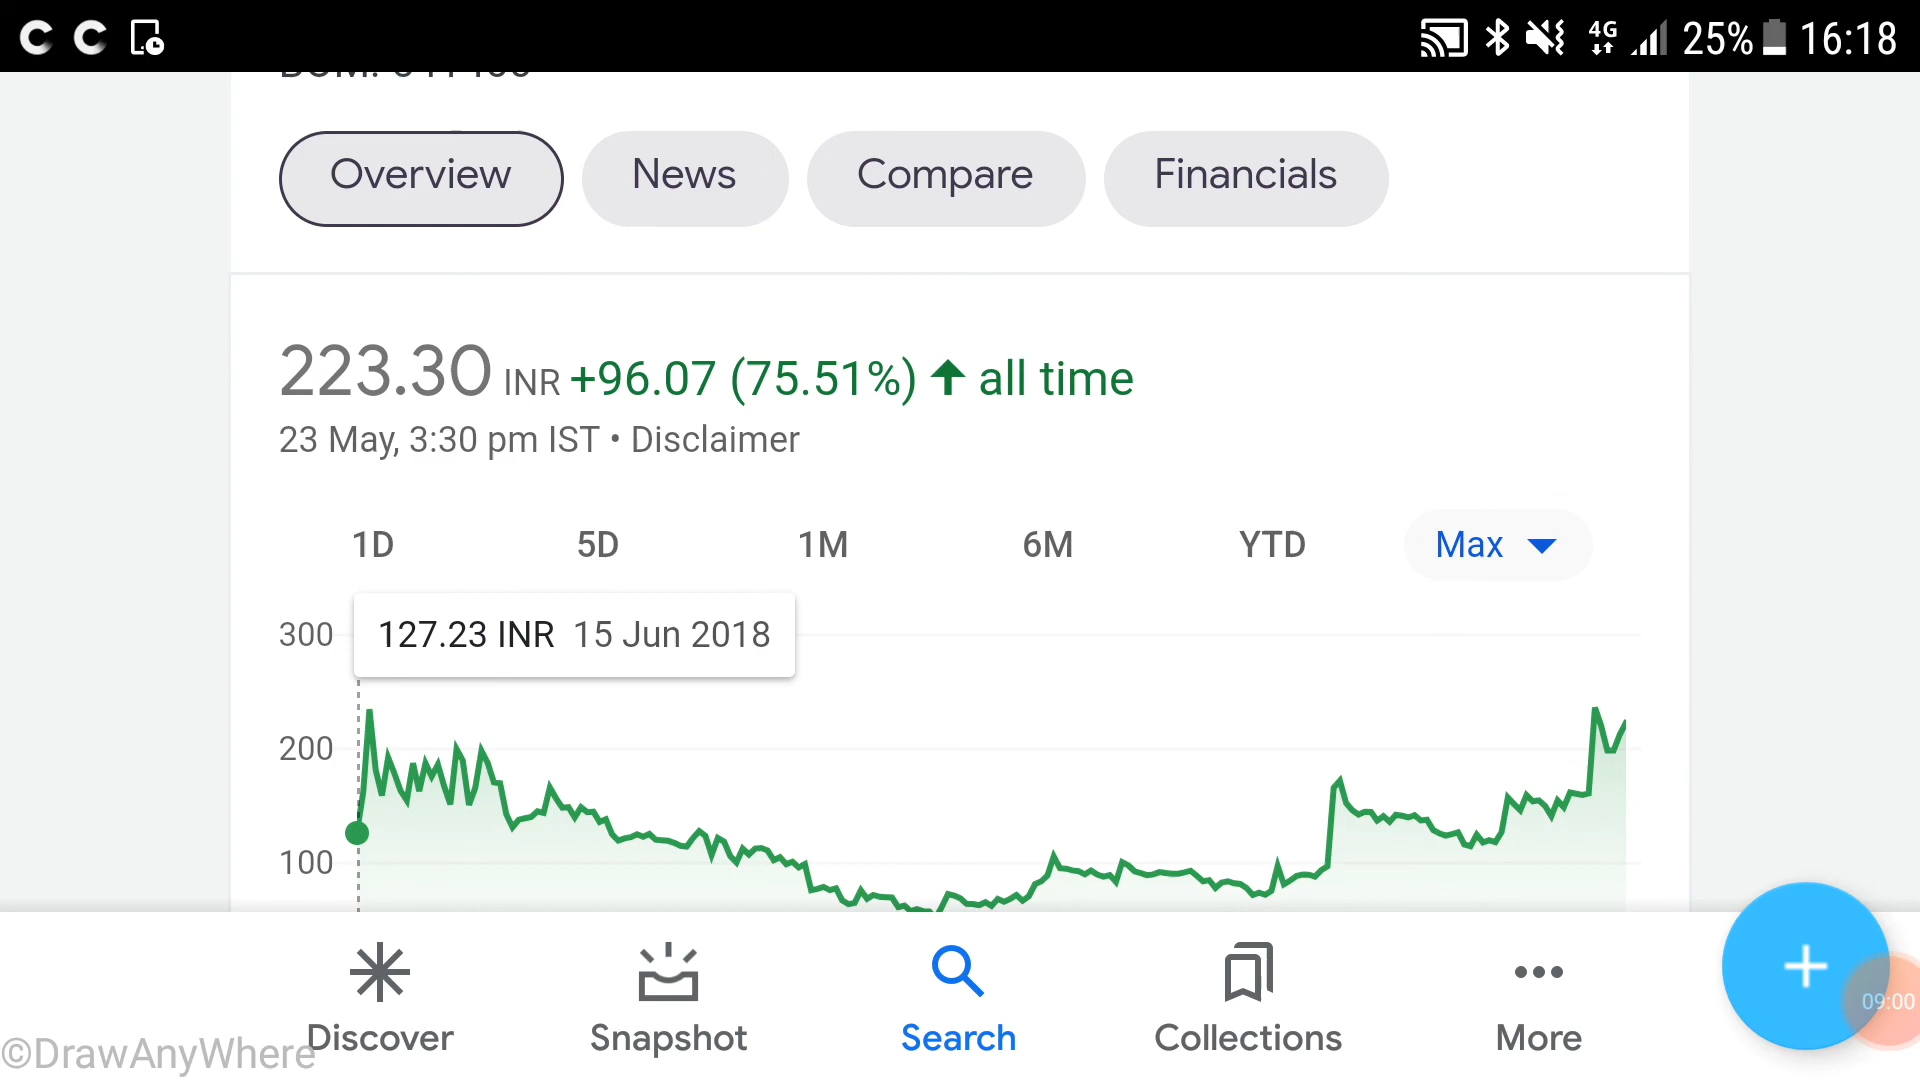 4G 25% 16:18
Overview News Compare Financials
223.30 INR +96.07 (75.51%) all time
23 May, 3:30 pm IST • Disclaimer
1D 5D 1M 6M YTD Max
127.23 INR 15 Jun 2018
300
200
100
Discover Snapshot Search Collections More
09:00
©DrawAnyWhere